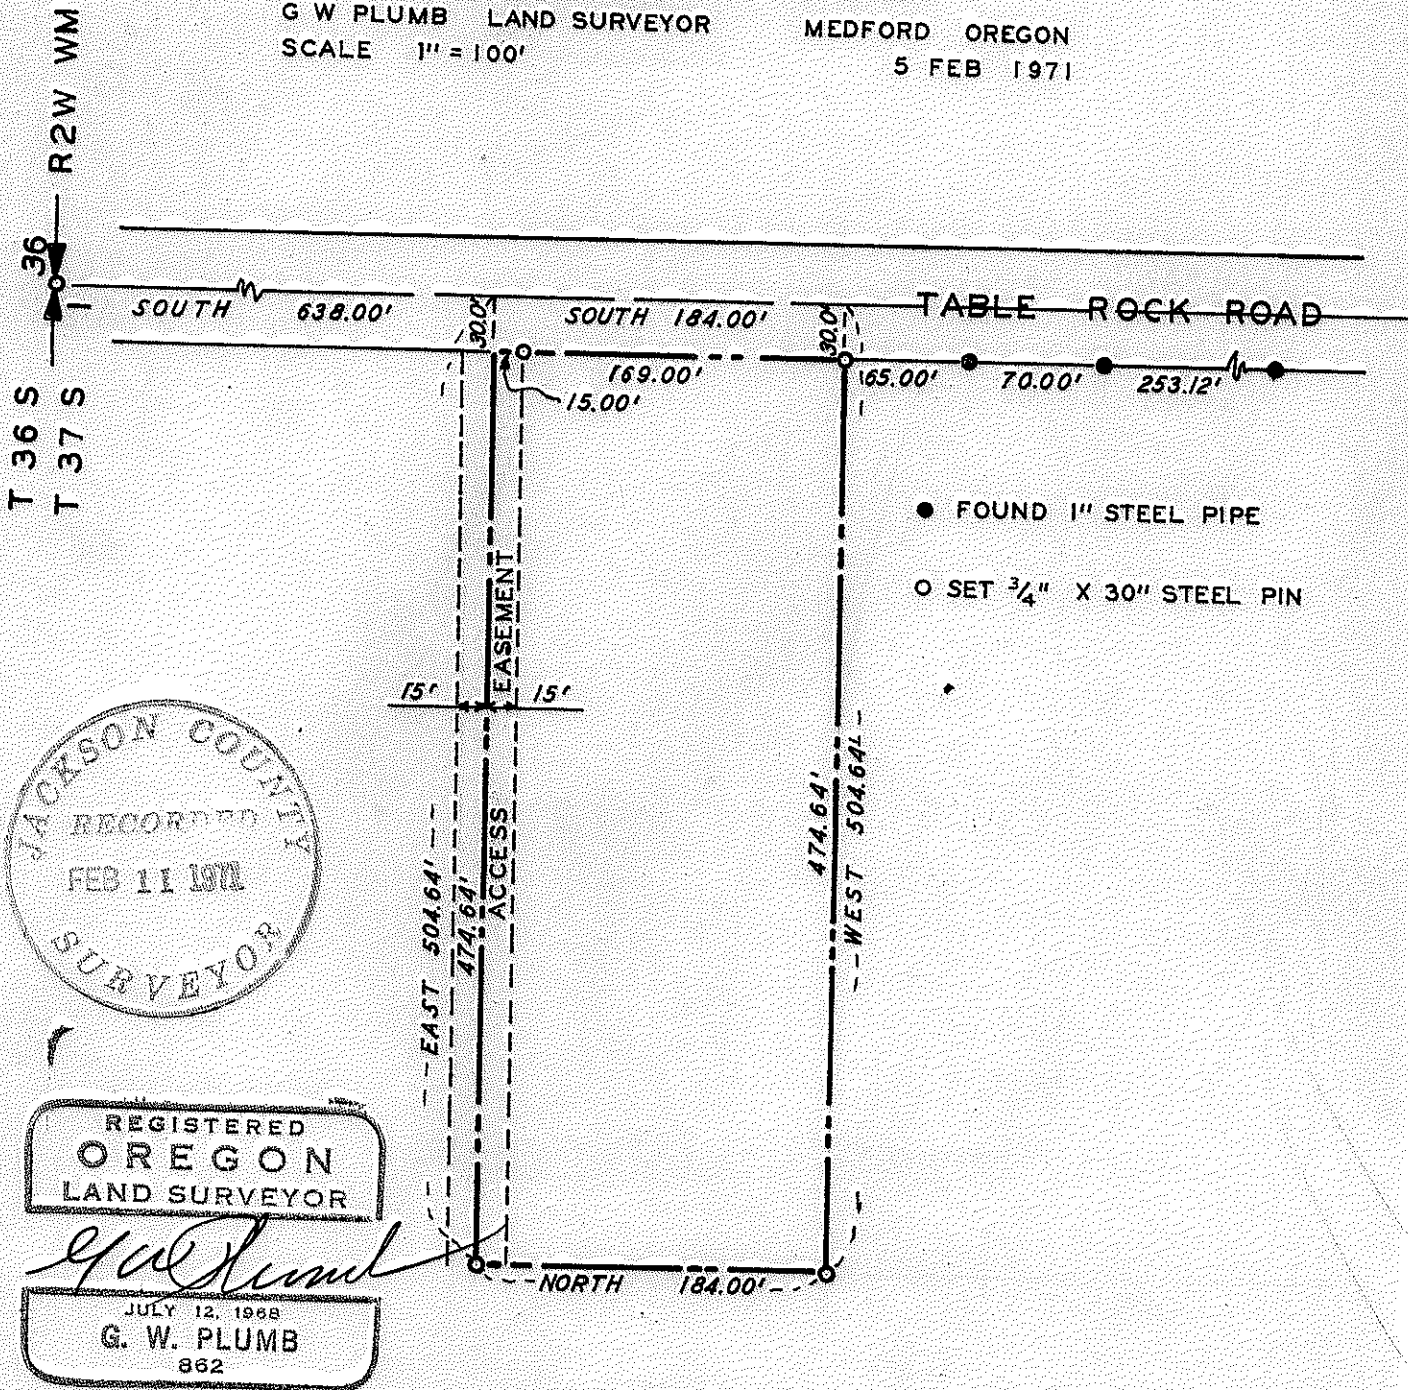 G W PLUMB LAND SURVEYOR MEDFORD OREGON
SCALE 1" = 100' 5 FEB 1971
R2W WM
36
1
T 36 S
T 37 S
SOUTH 638.00'
30.0'
SOUTH 184.00'
30.0'
TABLE ROCK ROAD
169.00'
15.00'
165.00' 70.00' 253.12'
● FOUND 1" STEEL PIPE
○ SET 3/4" X 30" STEEL PIN
ACCESS EASEMENT
15' 15'
EAST 504.64'
474.64'
474.64'
WEST 504.64'
NORTH 184.00'
JACKSON COUNTY
RECORDED
FEB 11 1971
SURVEYOR
REGISTERED
OREGON
LAND SURVEYOR
G W Plumb
JULY 12, 1968
G. W. PLUMB
862